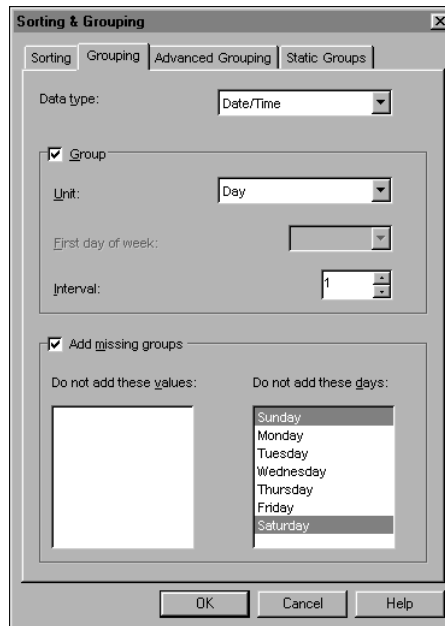 Sorting & Grouping
Sorting Grouping Advanced Grouping Static Groups
Data type: Date/Time
Group
Unit: Day
First day of week:
Interval: 1
Add missing groups
Do not add these values: Do not add these days:
Sunday
Monday
Tuesday
Wednesday
Thursday
Friday
Saturday
OK Cancel Help